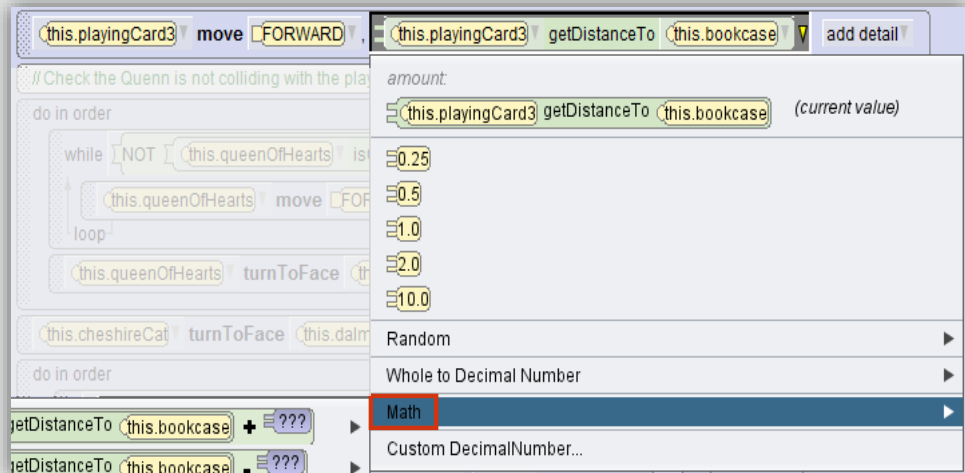 this.playingCard3 move FORWARD , this.playingCard3 getDistanceTo this.bookcase add detail
// Check the Quenn is not colliding with the play
amount:
this.playingCard3 getDistanceTo this.bookcase (current value)
do in order
while NOT this.queenOfHearts is
0.25
this.queenOfHearts move FOR
0.5
loop
1.0
this.queenOfHearts turnToFace th
2.0
10.0
this.cheshireCat turnToFace this.dalm
Random
do in order
Whole to Decimal Number
Math
getDistanceTo this.bookcase + ???
Custom DecimalNumber...
getDistanceTo this.bookcase - ???